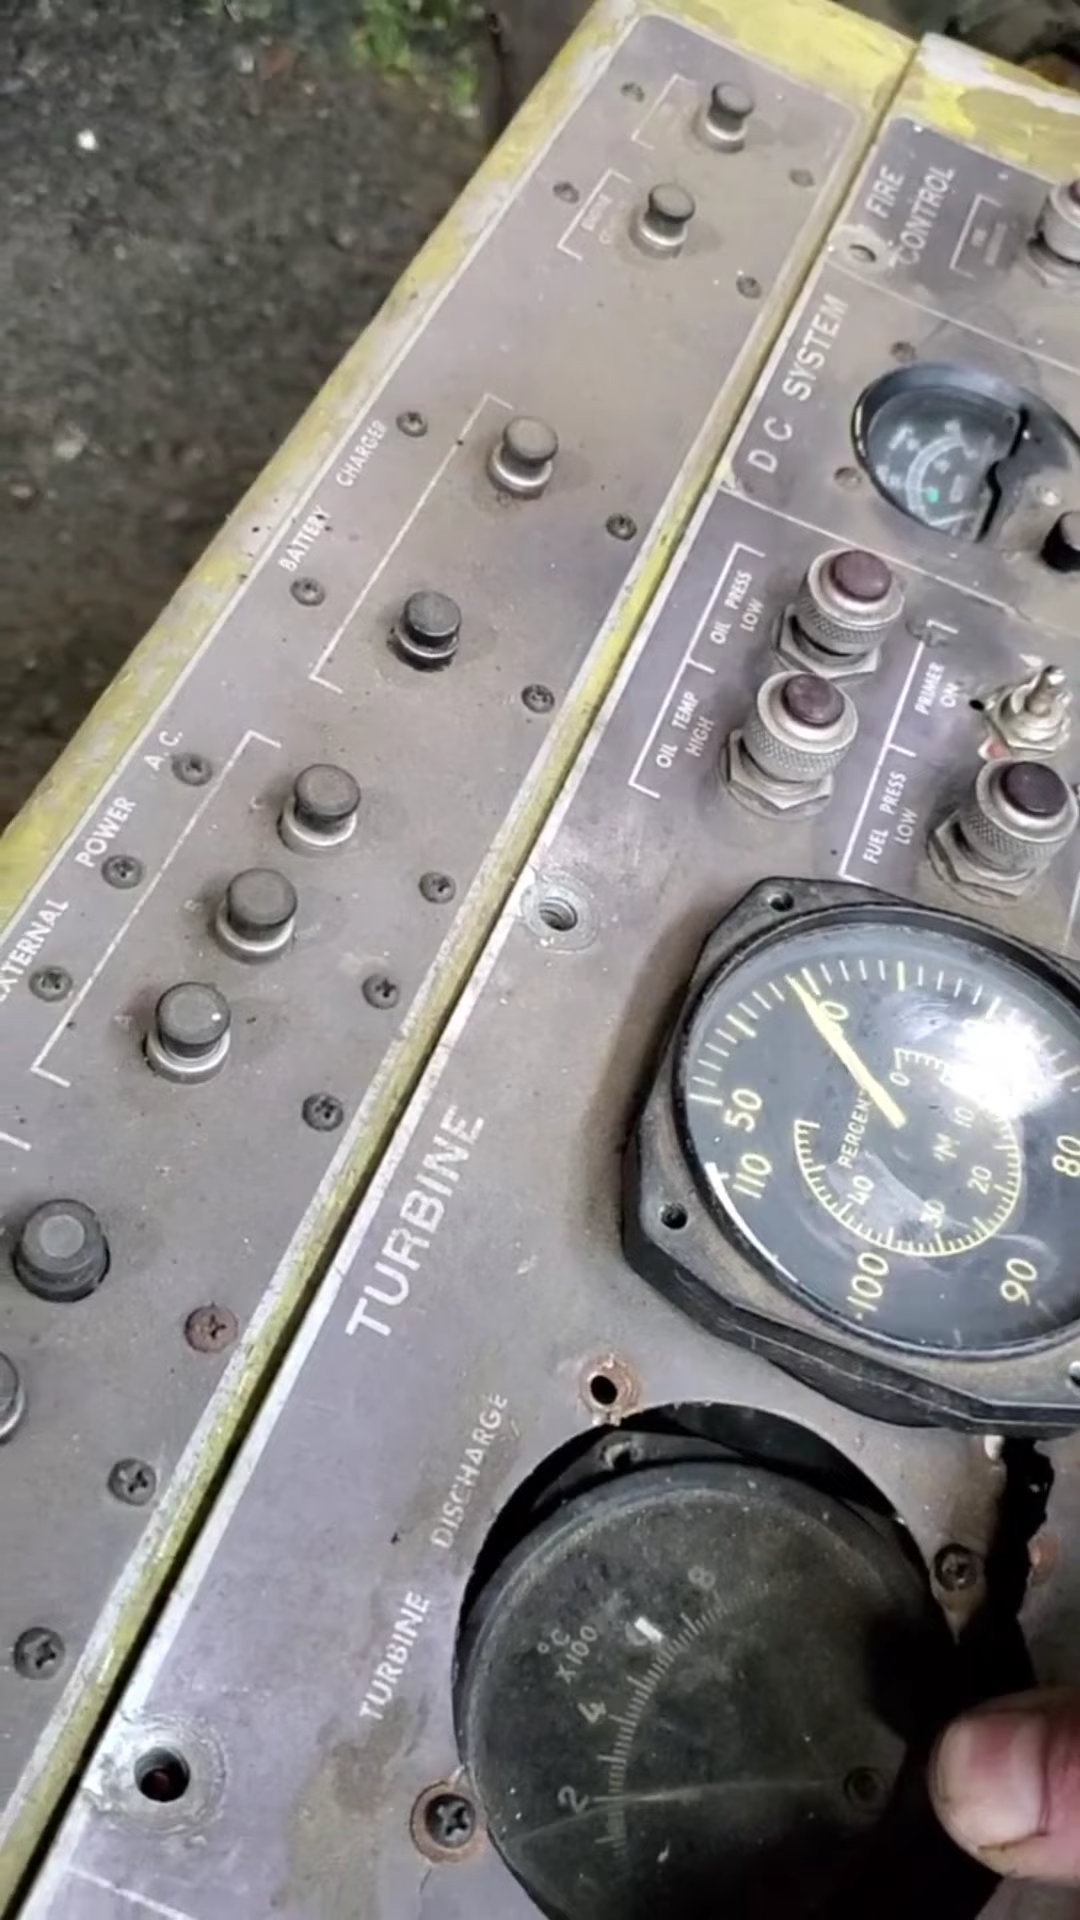 FIRE
CONTROL
D C SYSTEM
BATTERY CHARGER
OIL PRESS
LOW
OIL TEMP
HIGH
PRIMER
ON
FUEL PRESS
LOW
A.C.
EXTERNAL POWER
TURBINE
50
110
100
90
80
PERCENT
0
10
20
30
40
TURBINE DISCHARGE
°C
X100
2
4
8